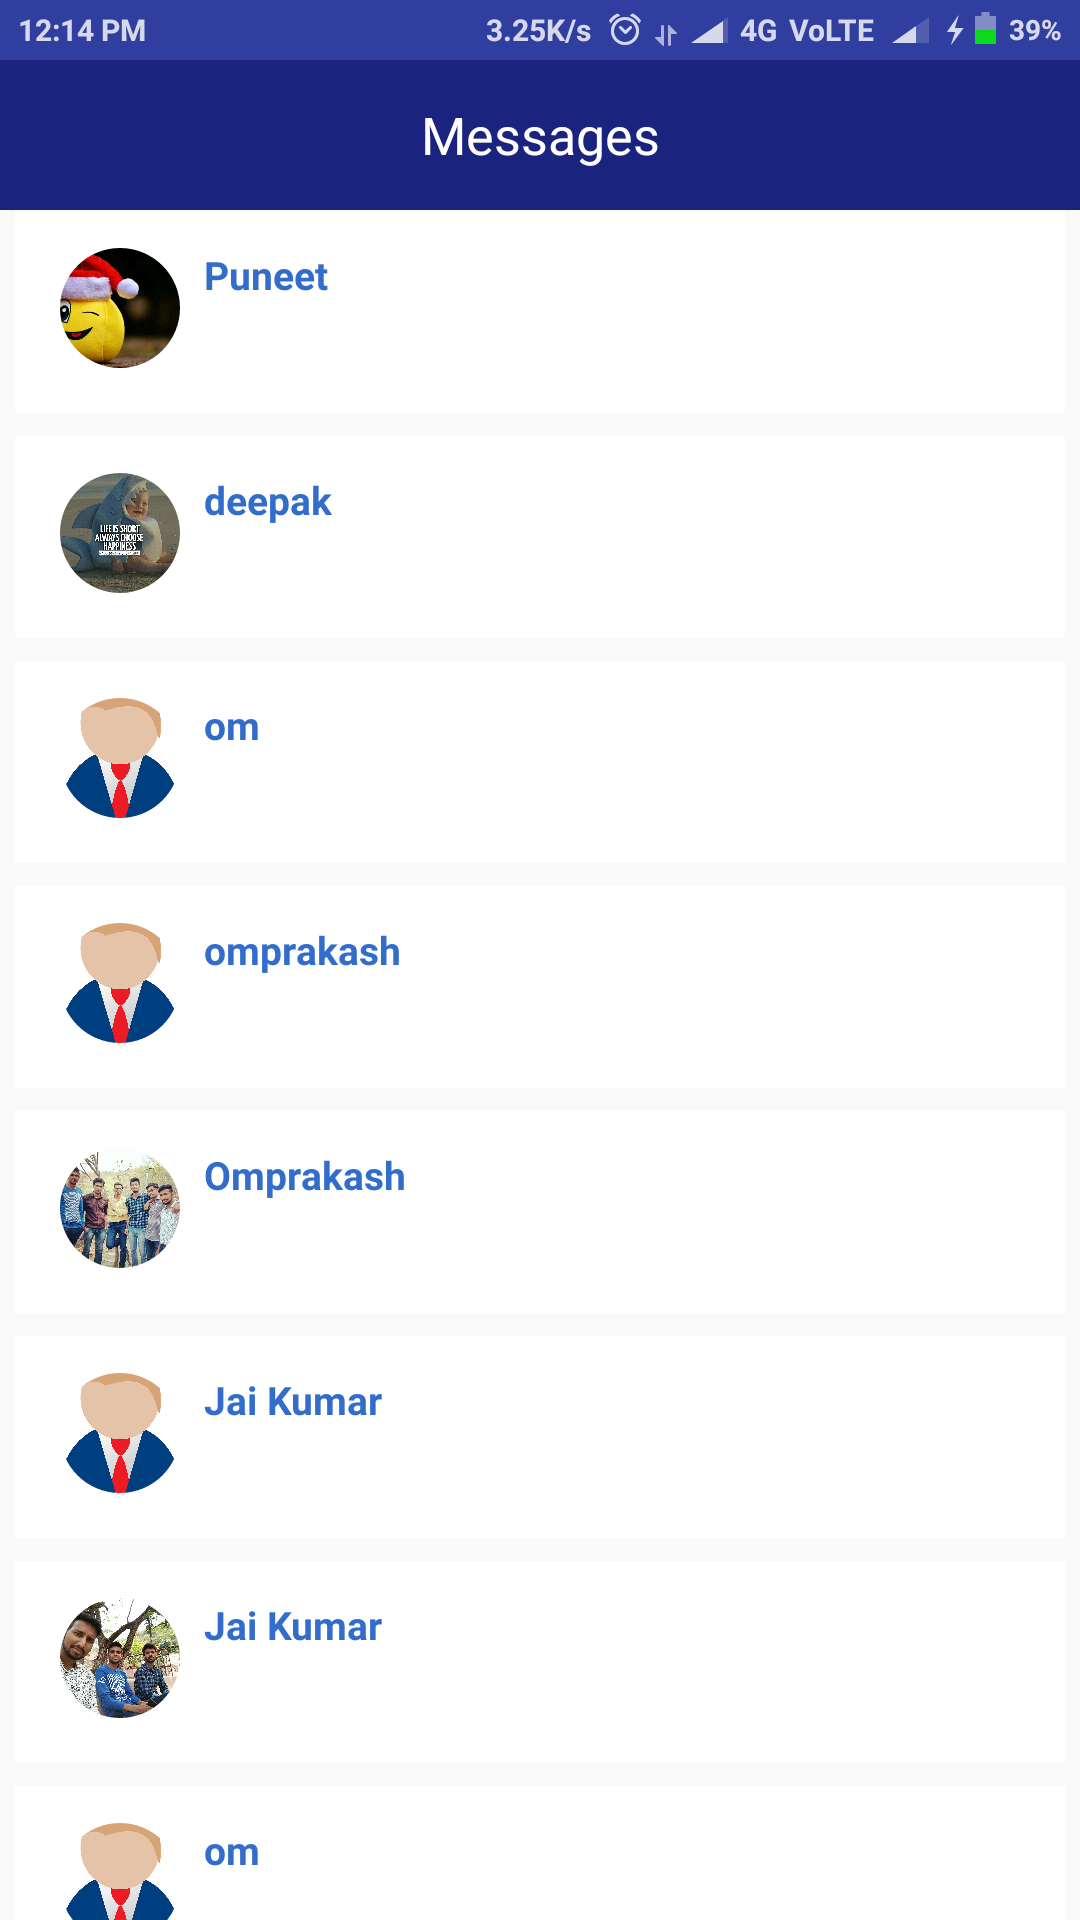 12:14 PM 3.25K/s 4G VoLTE 39%
Messages
Puneet
deepak
LIFE IS SHORT
ALWAYS CHOOSE
HAPPINESS
om
omprakash
Omprakash
Jai Kumar
Jai Kumar
om